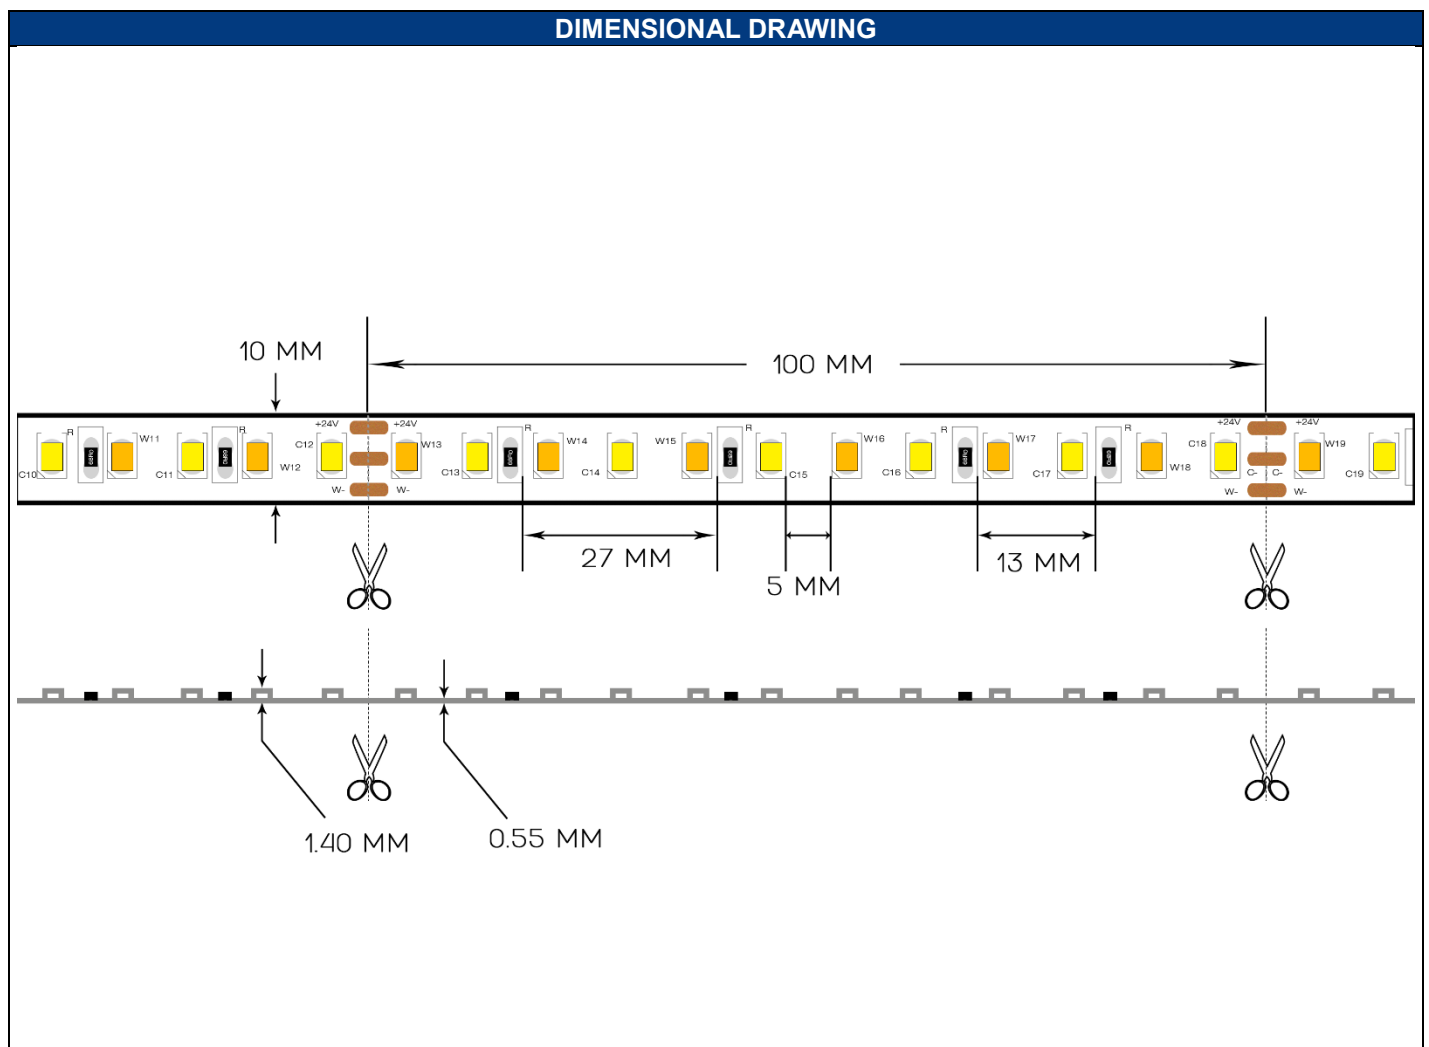 DIMENSIONAL DRAWING
10 MM
100 MM
+24V +24V +24V +24V
R W11 R C12 W13 R W14 W15 R W16 R W17 R C18 W19
C10 C11 W12 C13 C14 C15 C16 C17 W18 C- C- C19
W- W- W- W-
27 MM
5 MM
13 MM
1.40 MM
0.55 MM